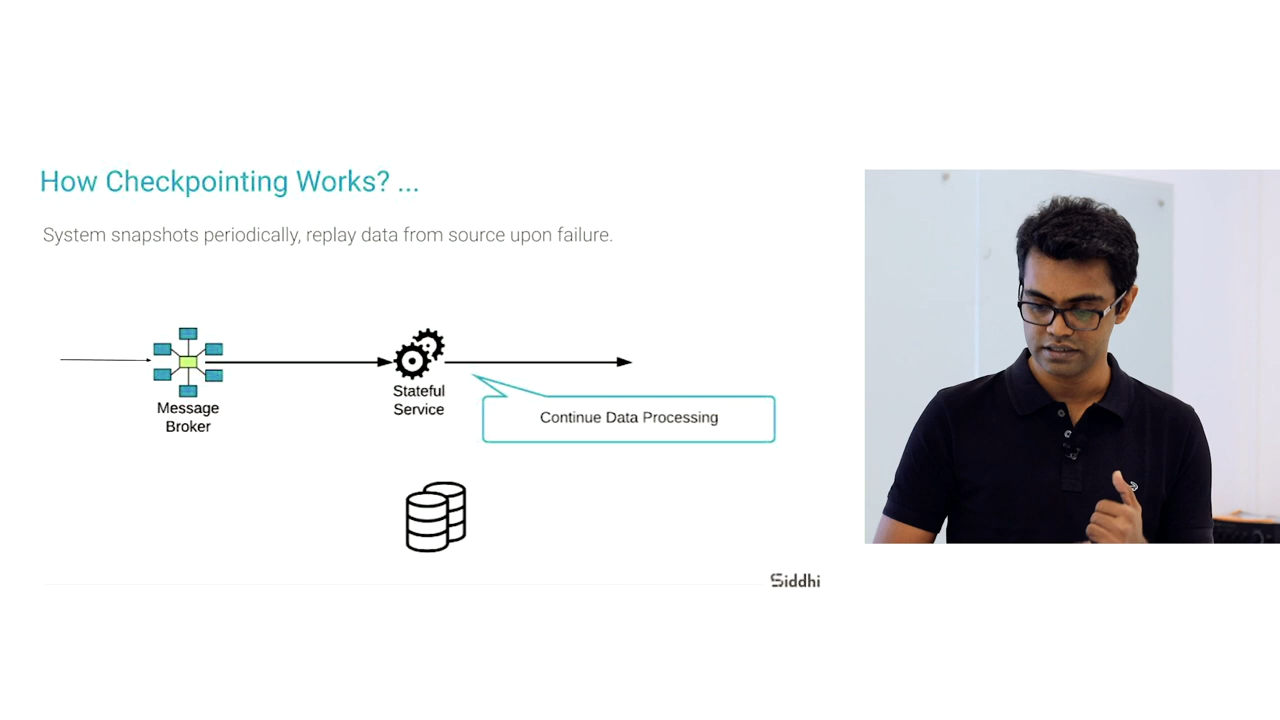 How Checkpointing Works? ...
System snapshots periodically, replay data from source upon failure.
Message
Broker
Stateful
Service
Continue Data Processing
Siddhi